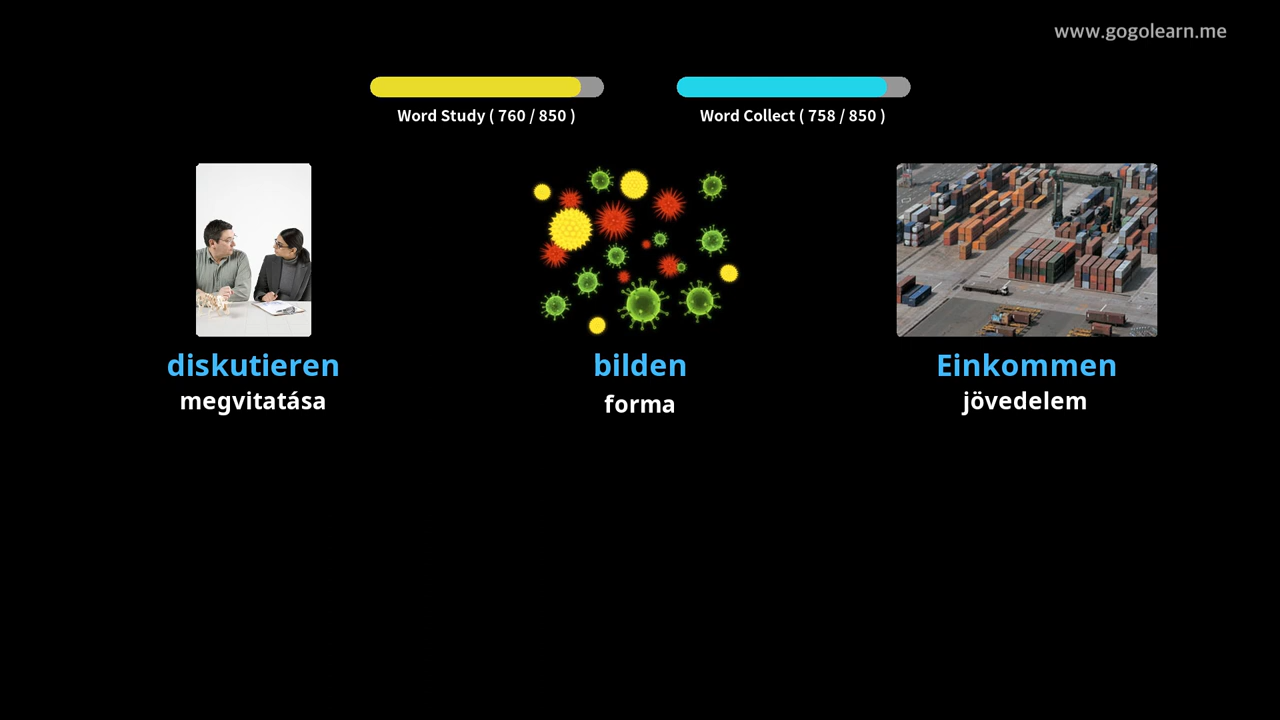 www.gogolearn.me
Word Study ( 760 / 850 )
Word Collect ( 758 / 850 )
diskutieren
megvitatása
bilden
forma
Einkommen
jövedelem